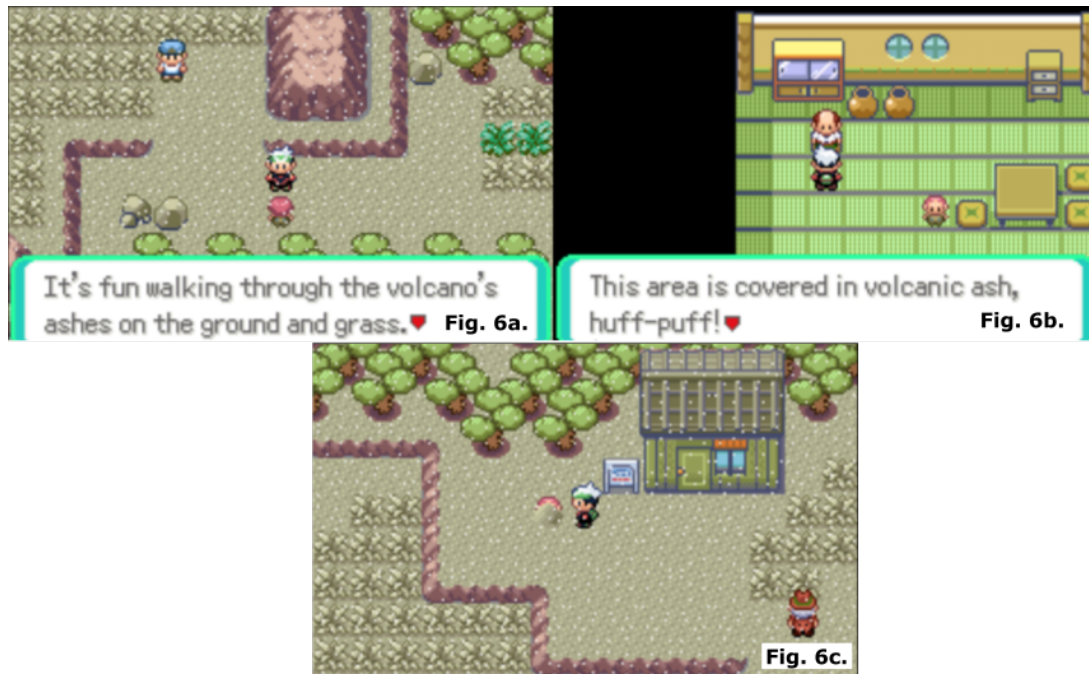 It's fun walking through the volcano's
ashes on the ground and grass.
Fig. 6a.
This area is covered in volcanic ash,
huff-puff!
Fig. 6b.
Fig. 6c.